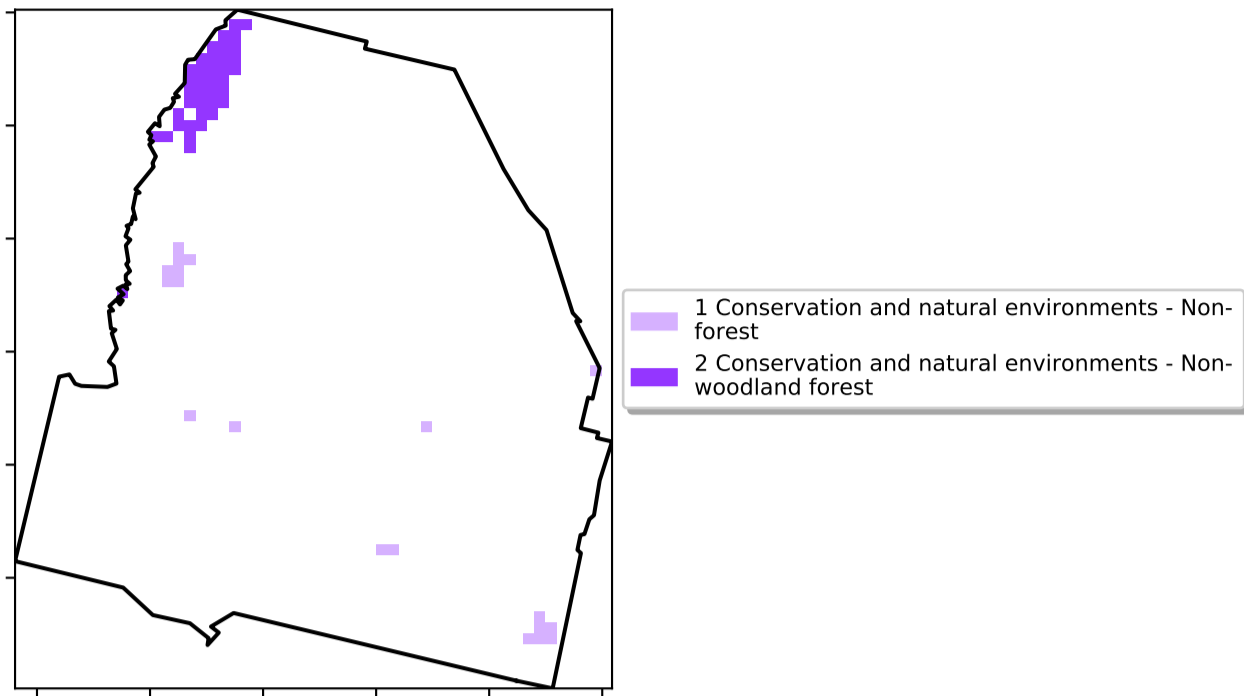 1 Conservation and natural environments - Non-
forest
2 Conservation and natural environments - Non-
woodland forest